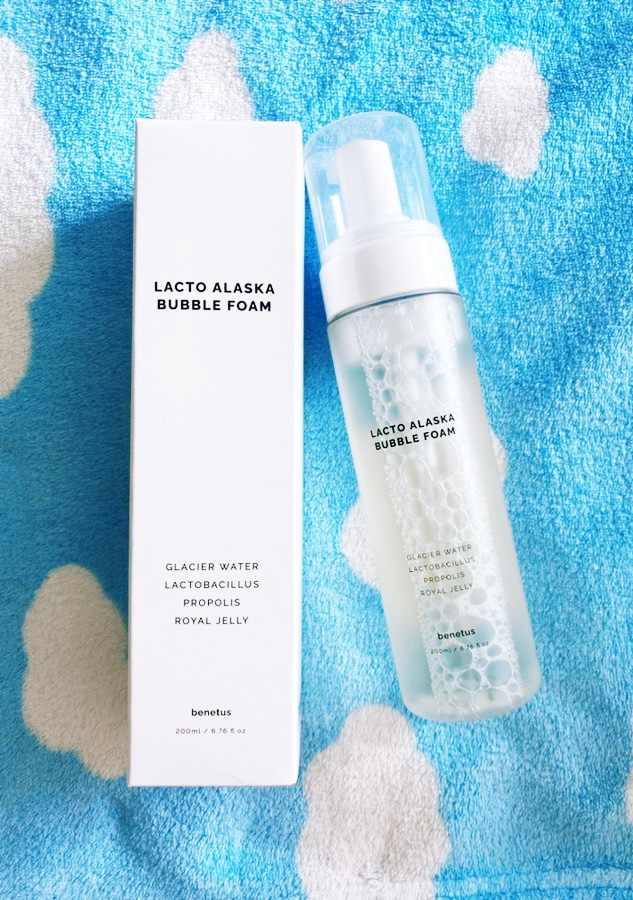 LACTO ALASKA
BUBBLE FOAM
GLACIER WATER
LACTOBACILLUS
PROPOLIS
ROYAL JELLY
benetus
200ml / 6.76 fl.oz
LACTO ALASKA
BUBBLE FOAM
GLACIER WATER
LACTOBACILLUS
PROPOLIS
ROYAL JELLY
benetus
200ml / 6.76 fl.oz